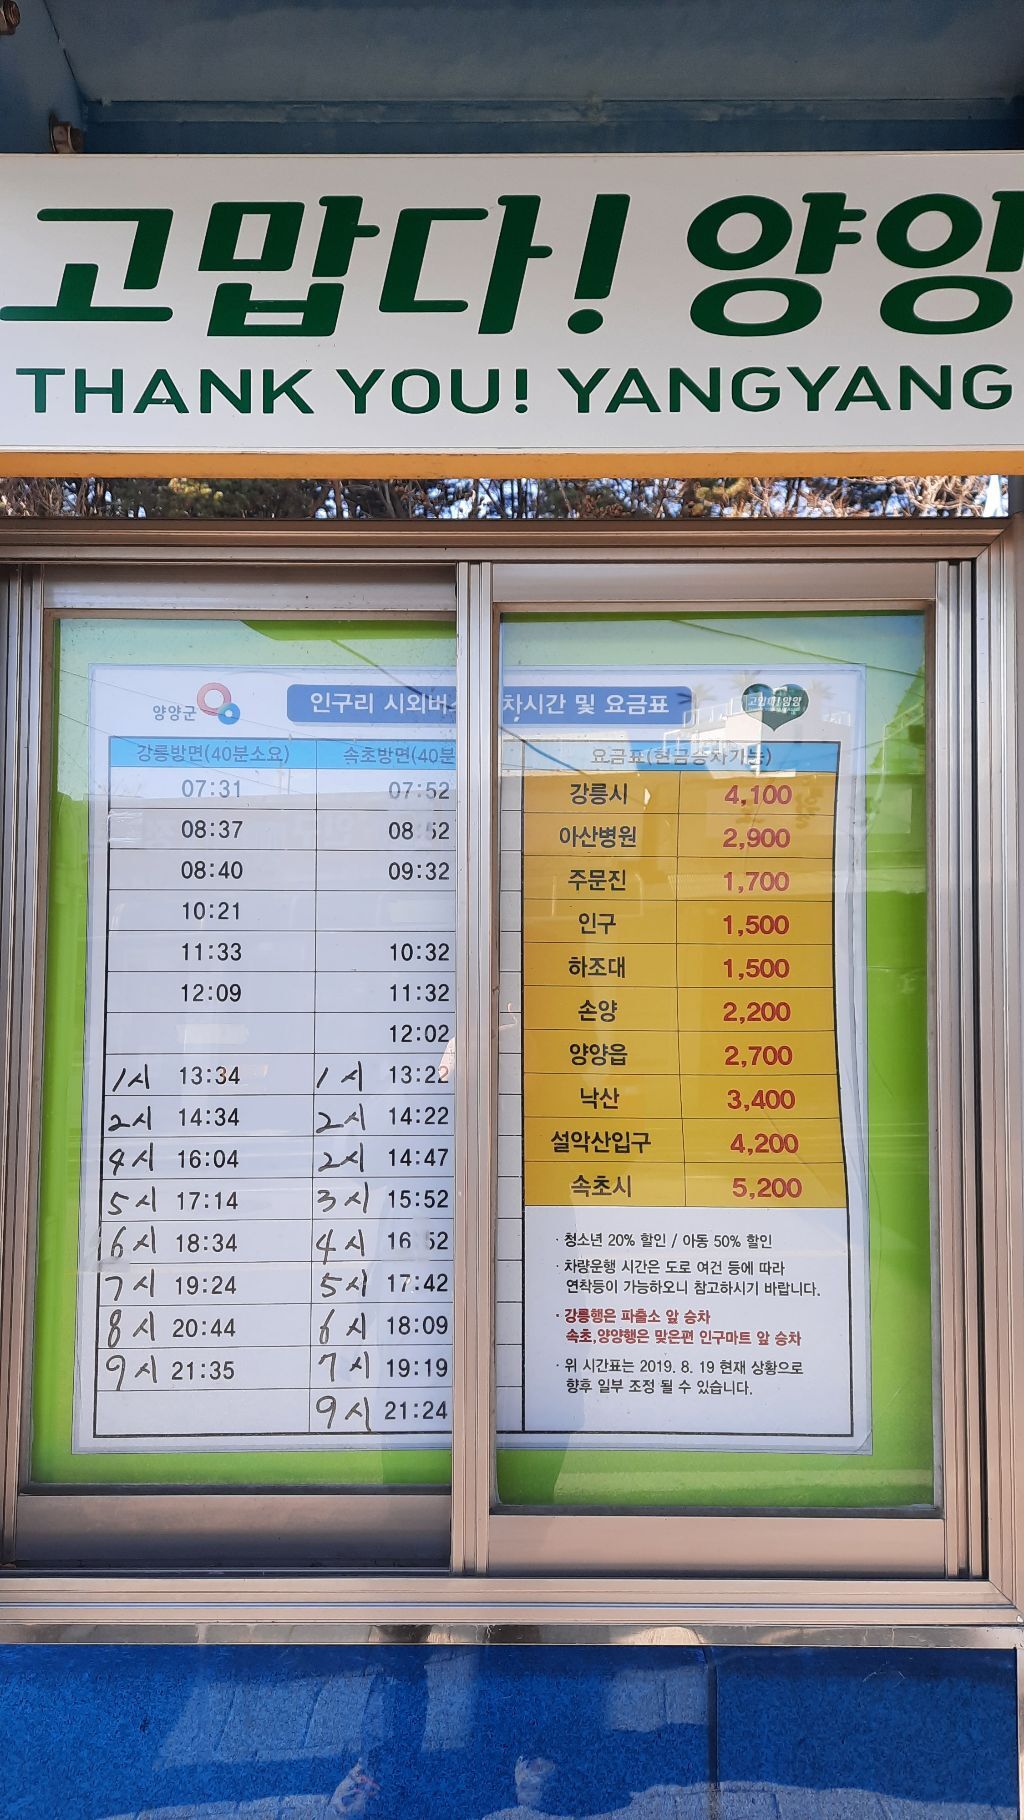 고맙다! 양양
THANK YOU! YANGYANG
양양군
인구리 시외버 차시간 및 요금표
고맙다! 양양
강릉방면(40분소요) 속초방면(40분 요금표(현금승차가능)
07:31 07:52 강릉시 4,100
08:37 08:52 아산병원 2,900
08:40 09:32 주문진 1,700
10:21 인구 1,500
11:33 10:32 하조대 1,500
12:09 11:32 손양 2,200
12:02 양양읍 2,700
1시 13:34 1시 13:22 낙산 3,400
2시 14:34 2시 14:22 설악산입구 4,200
4시 16:04 2시 14:47 속초시 5,200
5시 17:14 3시 15:52
6시 18:34 4시 16:52
7시 19:24 5시 17:42
8시 20:44 6시 18:09
9시 21:35 7시 19:19
9시 21:24
· 청소년 20% 할인 / 아동 50% 할인
· 차량운행 시간은 도로 여건 등에 따라
연착등이 가능하오니 참고하시기 바랍니다.
· 강릉행은 파출소 앞 승차
속초,양양행은 맞은편 인구마트 앞 승차
· 위 시간표는 2019. 8. 19 현재 상황으로
향후 일부 조정 될 수 있습니다.